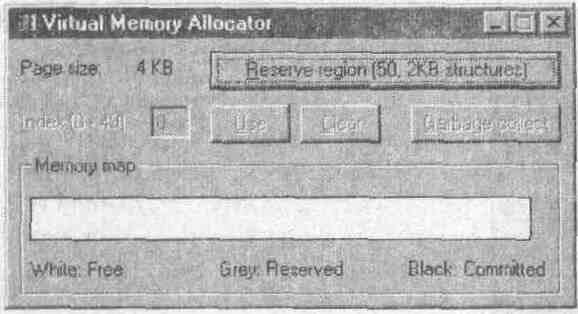 Virtual Memory Allocator
Page size: 4 KB Reserve region (50, 2KB structures)
Index (0 - 49): 0 Use Clear Garbage collect
Memory map
White: Free Grey: Reserved Black: Committed